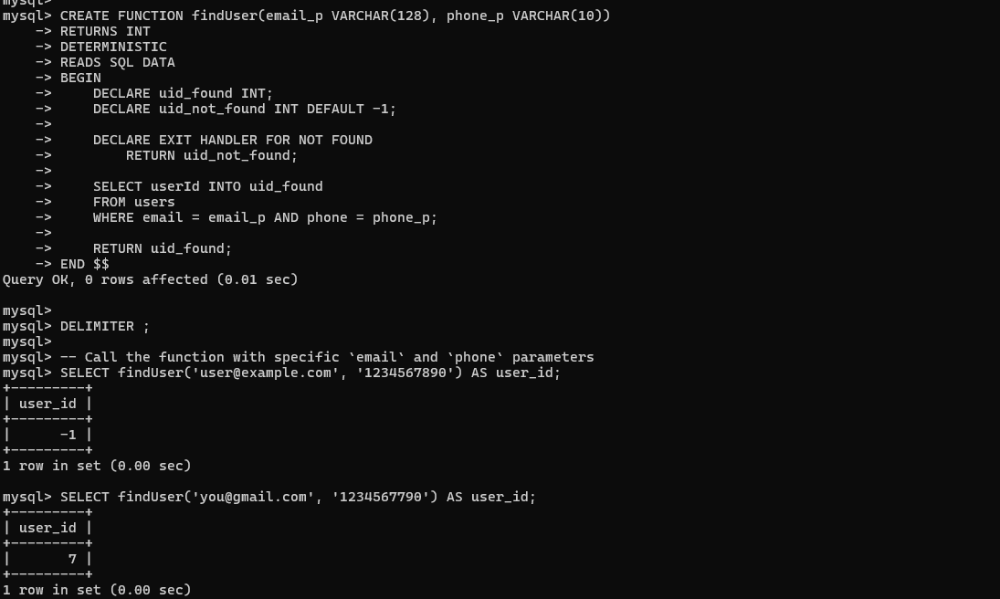 mysql>
mysql> CREATE FUNCTION findUser(email_p VARCHAR(128), phone_p VARCHAR(10))
    -> RETURNS INT
    -> DETERMINISTIC
    -> READS SQL DATA
    -> BEGIN
    ->     DECLARE uid_found INT;
    ->     DECLARE uid_not_found INT DEFAULT -1;
    ->
    ->     DECLARE EXIT HANDLER FOR NOT FOUND
    ->         RETURN uid_not_found;
    ->
    ->     SELECT userId INTO uid_found
    ->     FROM users
    ->     WHERE email = email_p AND phone = phone_p;
    ->
    ->     RETURN uid_found;
    -> END $$
Query OK, 0 rows affected (0.01 sec)

mysql>
mysql> DELIMITER ;
mysql>
mysql> -- Call the function with specific `email` and `phone` parameters
mysql> SELECT findUser('user@example.com', '1234567890') AS user_id;
+---------+
| user_id |
+---------+
|      -1 |
+---------+
1 row in set (0.00 sec)

mysql> SELECT findUser('you@gmail.com', '1234567790') AS user_id;
+---------+
| user_id |
+---------+
|       7 |
+---------+
1 row in set (0.00 sec)